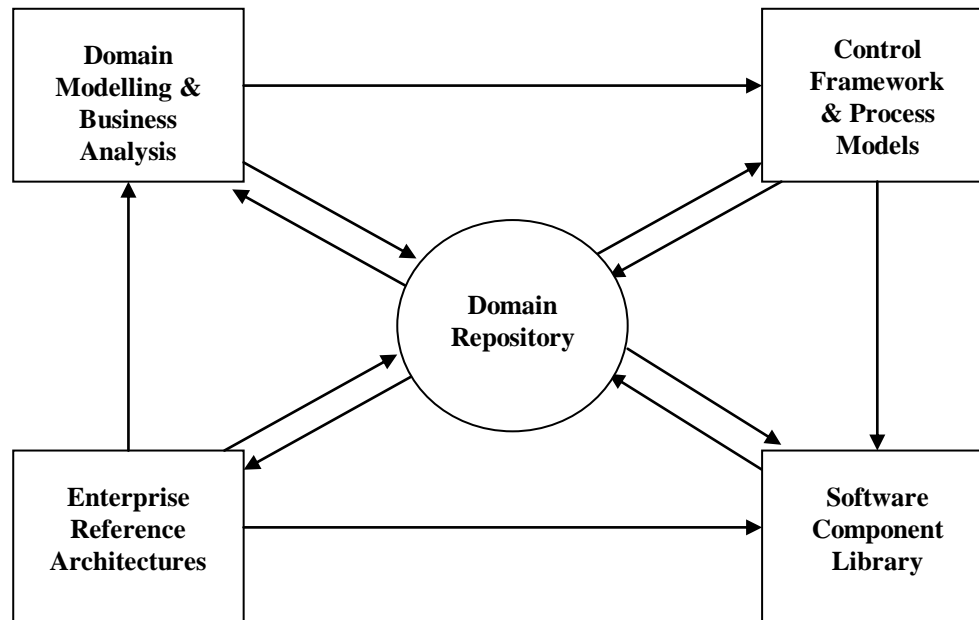 Domain
Modelling &
Business
Analysis
Control
Framework
& Process
Models
Domain
Repository
Enterprise
Reference
Architectures
Software
Component
Library